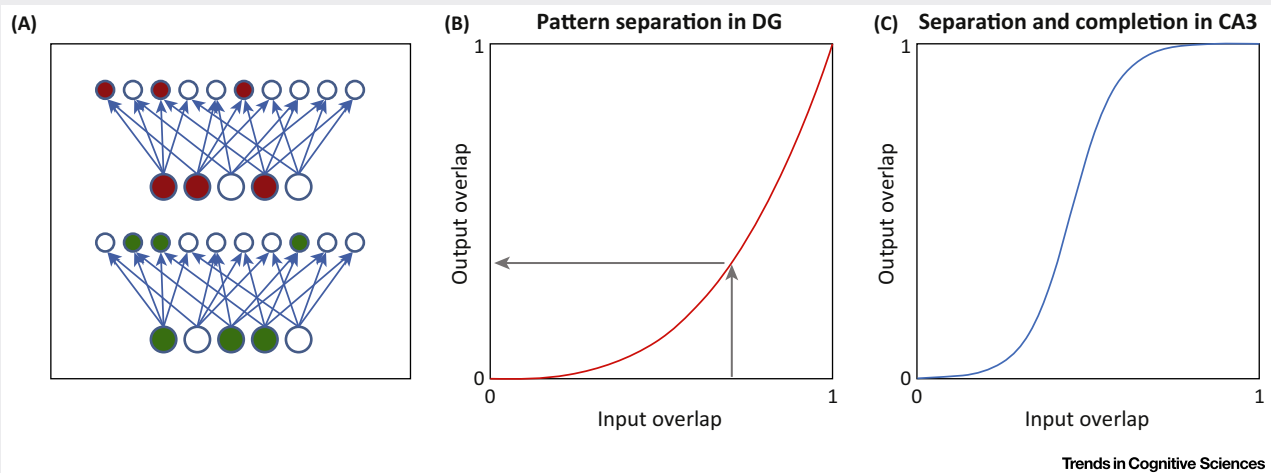 (A)
(B)
Pattern separation in DG
1
Output overlap
0
0
1
Input overlap
(C)
Separation and completion in CA3
1
Output overlap
0
0
1
Input overlap
Trends in Cognitive Sciences